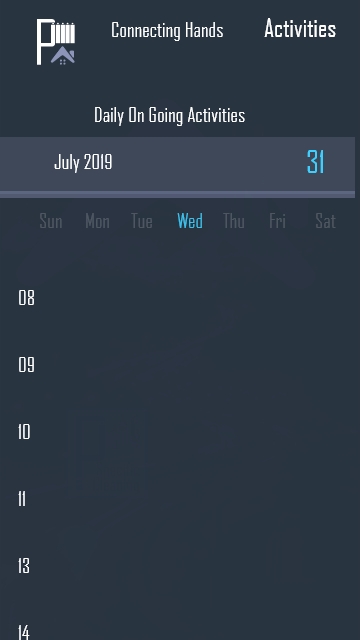 Connecting Hands
Activities
Daily On Going Activities
July 2019
31
Sun Mon Tue Wed Thu Fri Sat
08
09
10
11
13
14